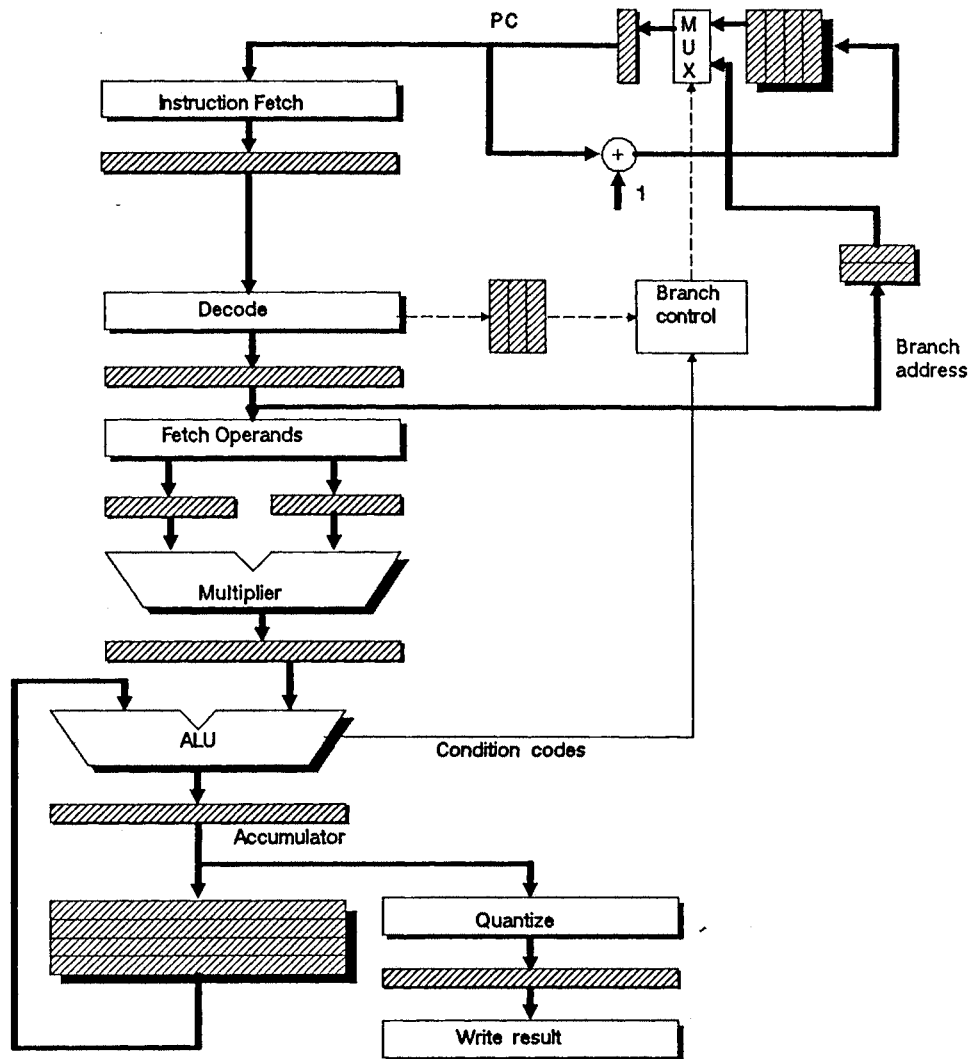 PC
M
U
X
Instruction Fetch
+
1
Decode
Branch
control
Branch
address
Fetch Operands
Multiplier
ALU
Condition codes
Accumulator
Quantize
Write result